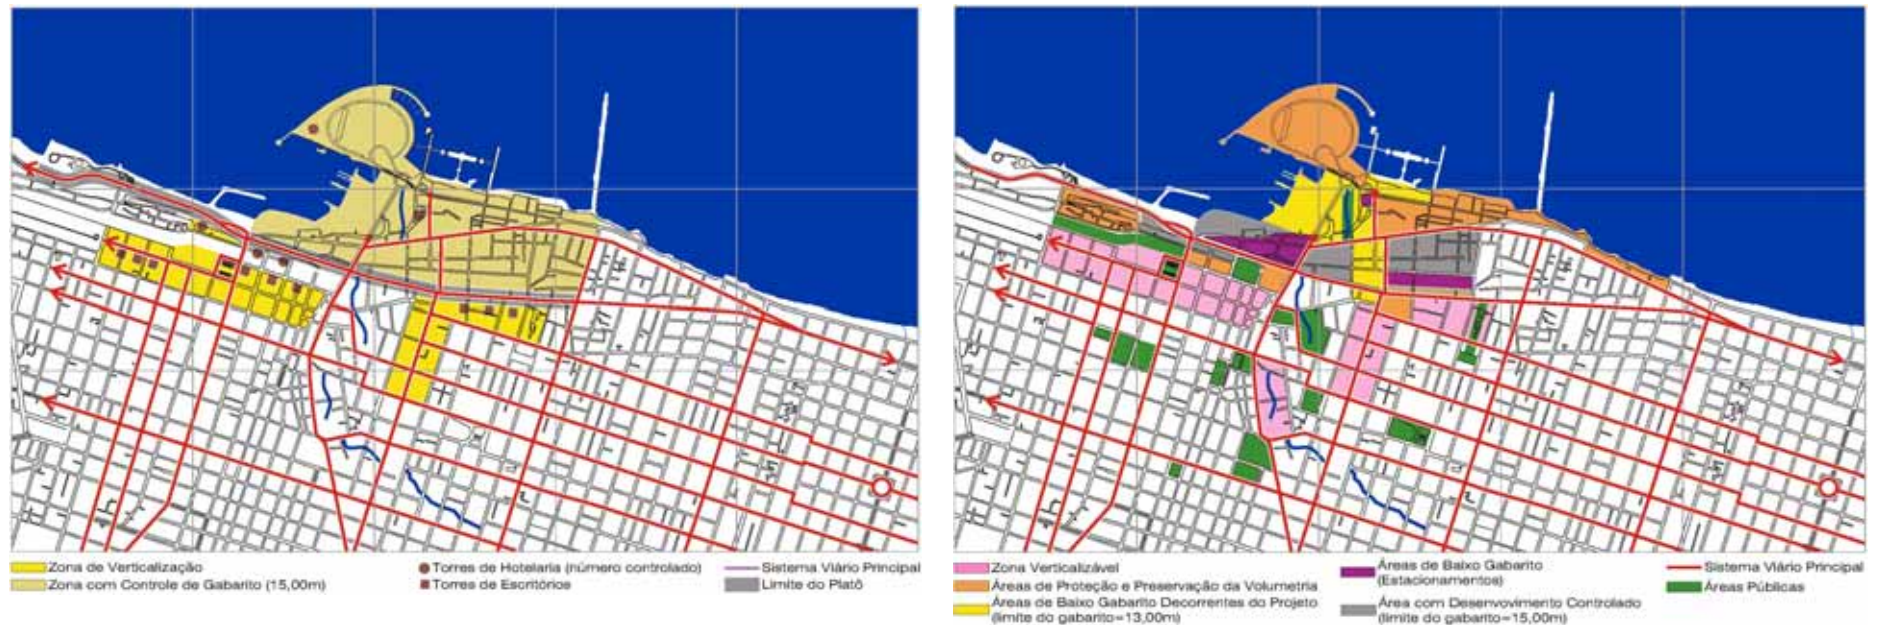 Zona de Verticalização
Zona com Controle de Gabarito (15,00m)
Torres de Hotelaria (número controlado)
Torres de Escritórios
Sistema Viário Principal
Limite do Platô
Zona Verticalizável
Áreas de Proteção e Preservação da Volumetria
Áreas de Baixo Gabarito Decorrentes do Projeto
(limite do gabarito=13,00m)
Áreas de Baixo Gabarito
(Estacionamentos)
Área com Desenvovimento Controlado
(limite do gabarito=15,00m)
Sistema Viário Principal
Áreas Públicas